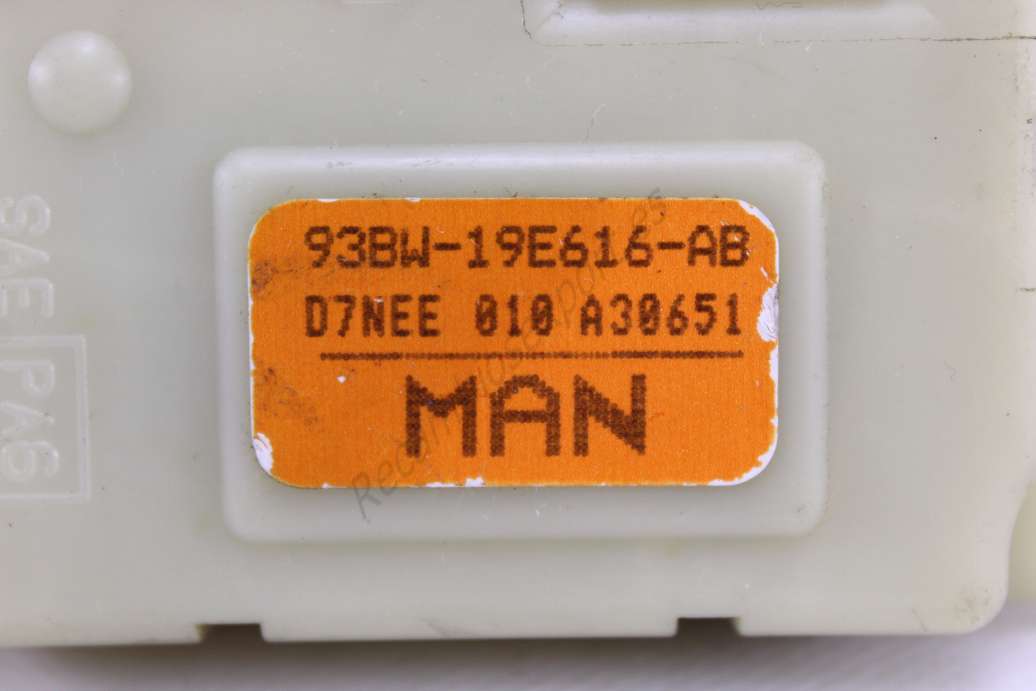 93BW-19E616-AB
D7NEE 010 A30651
MAN
SAE
PA6